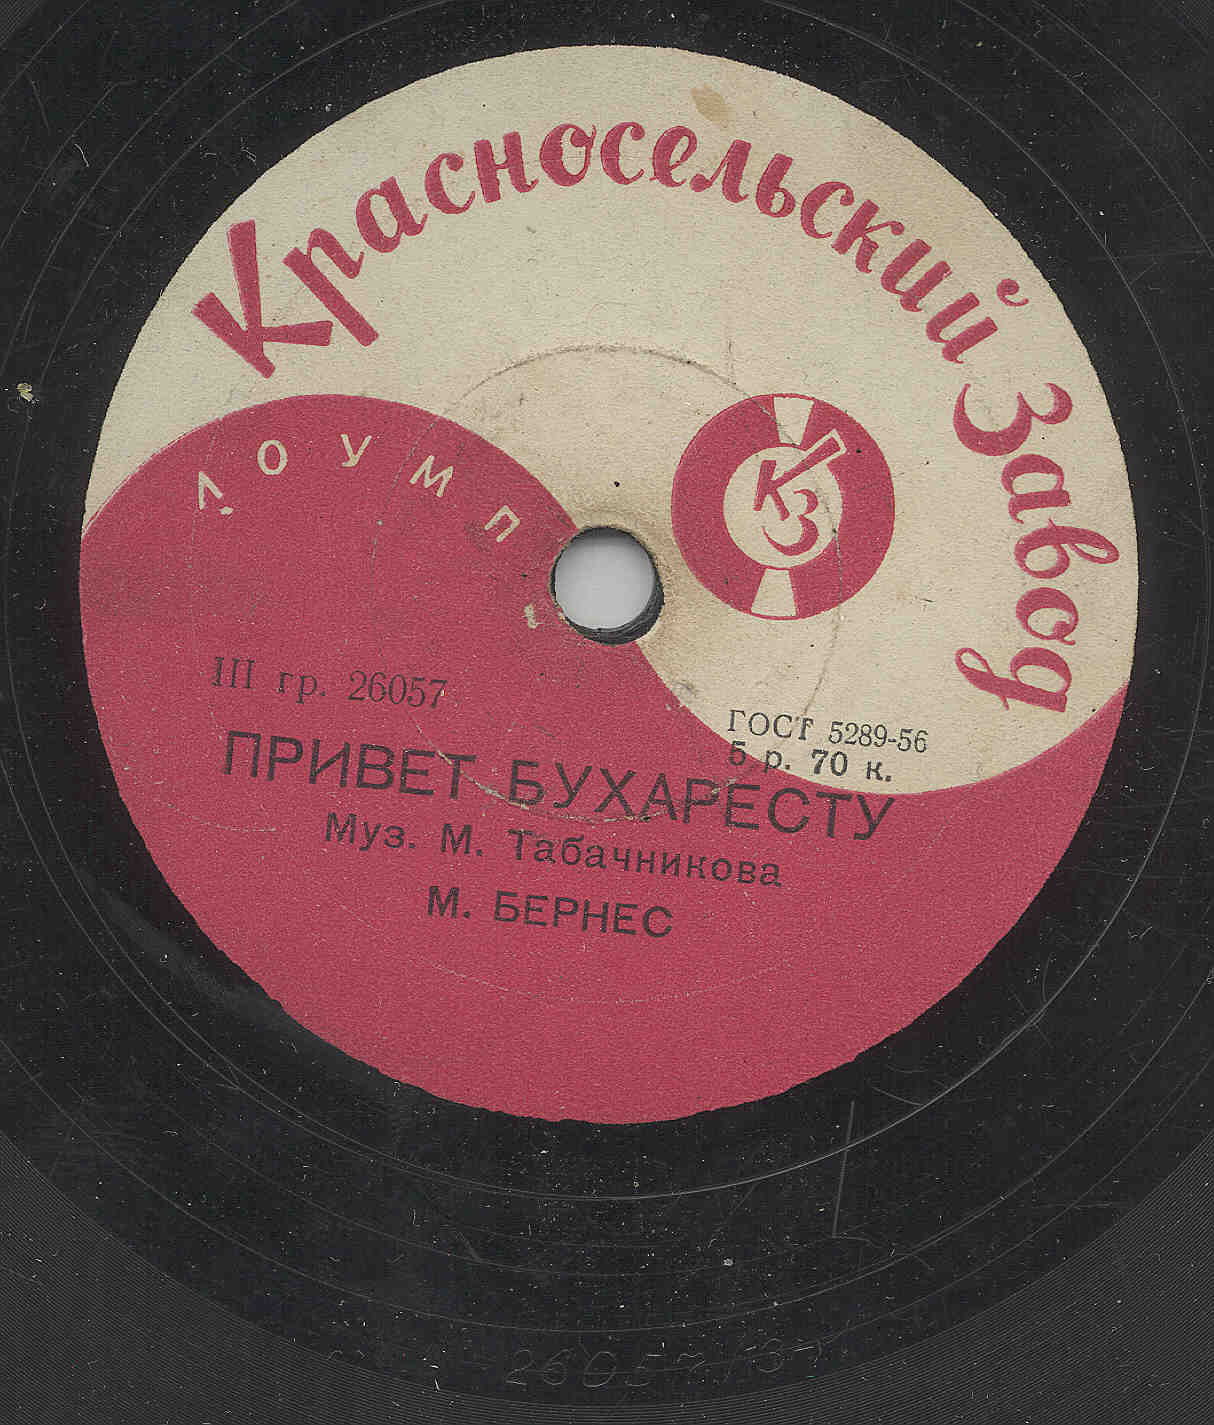 Красносельский Завод
ЛОУМП
КЗ
III гр. 26057
ГОСТ 5289-56
5 р. 70 к.
ПРИВЕТ БУХАРЕСТУ
Муз. М. Табачникова
М. БЕРНЕС